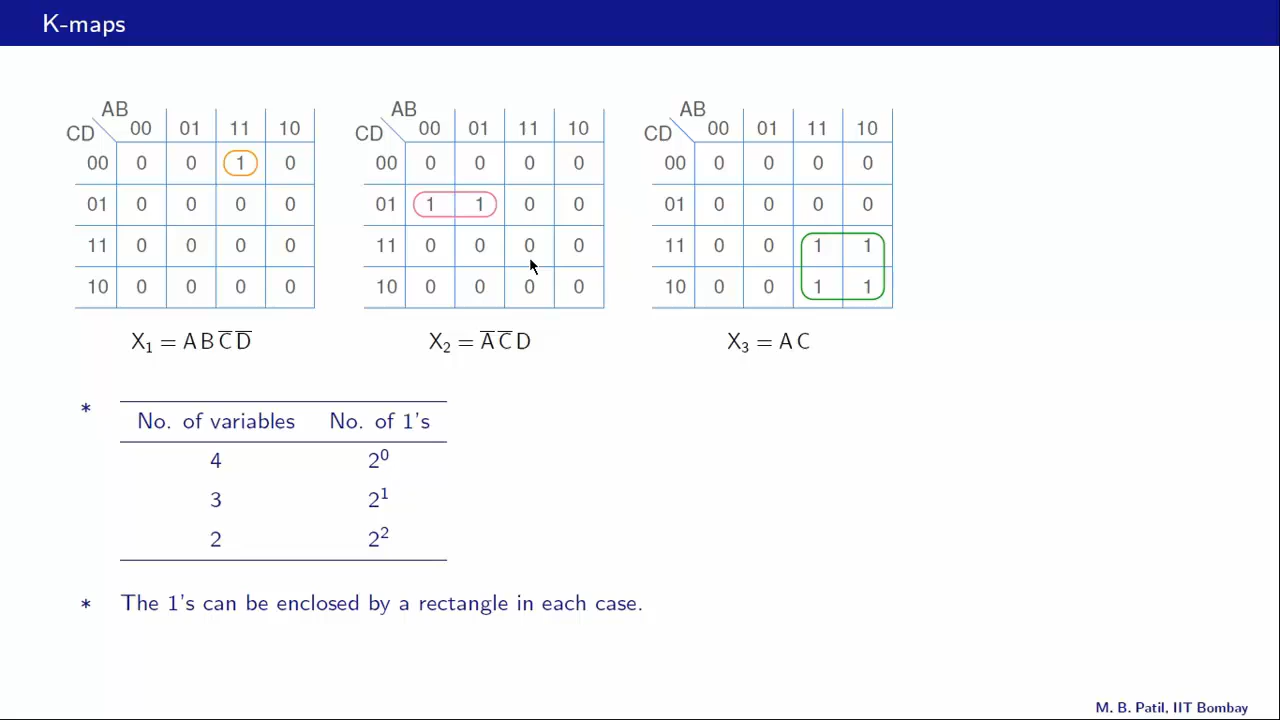 K-maps
AB AB AB
CD 00 01 11 10 CD 00 01 11 10 CD 00 01 11 10
00 0 0 1 0 00 0 0 0 0 00 0 0 0 0
01 0 0 0 0 01 1 1 0 0 01 0 0 0 0
11 0 0 0 0 11 0 0 0 0 11 0 0 1 1
10 0 0 0 0 10 0 0 0 0 10 0 0 1 1
X₁ = A B C̅ D̅ X₂ = A̅ C̅ D X₃ = A C
* No. of variables No. of 1's
4 2⁰
3 2¹
2 2²
* The 1's can be enclosed by a rectangle in each case.
M. B. Patil, IIT Bombay